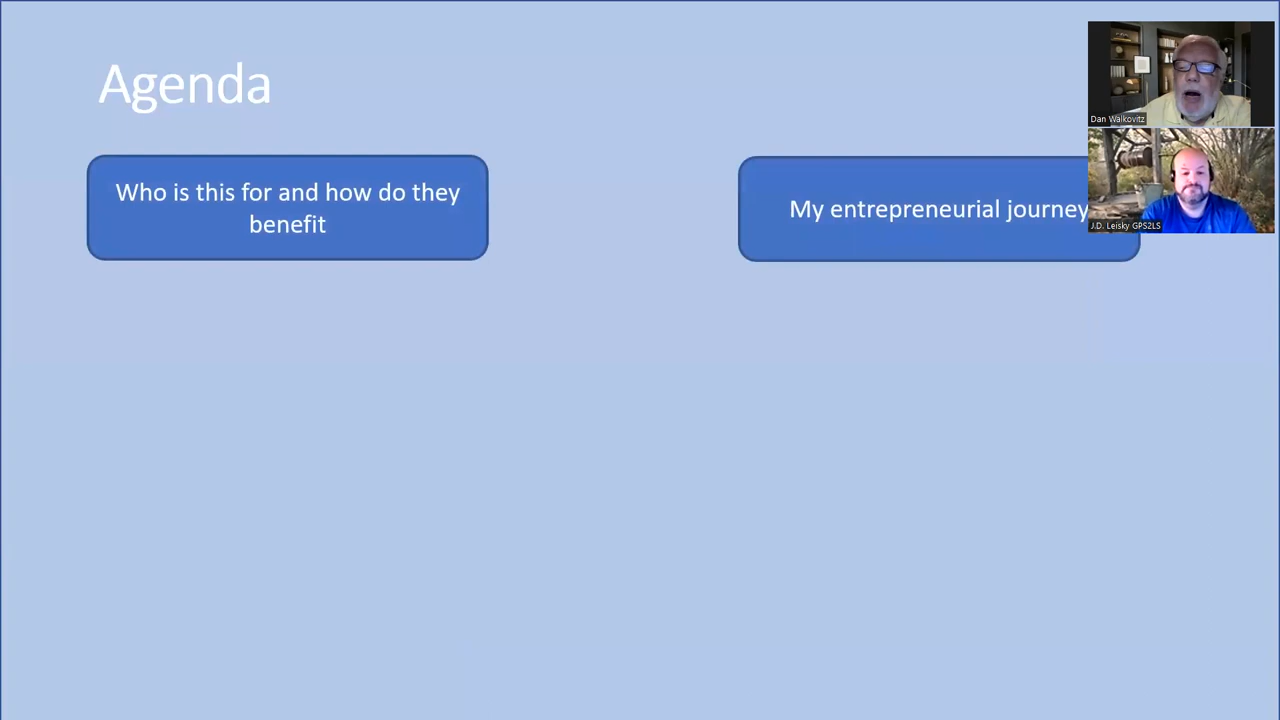 Agenda
Who is this for and how do they
benefit
My entrepreneurial journey
Dan Walkovitz
J.D. Leisky GPS2LS